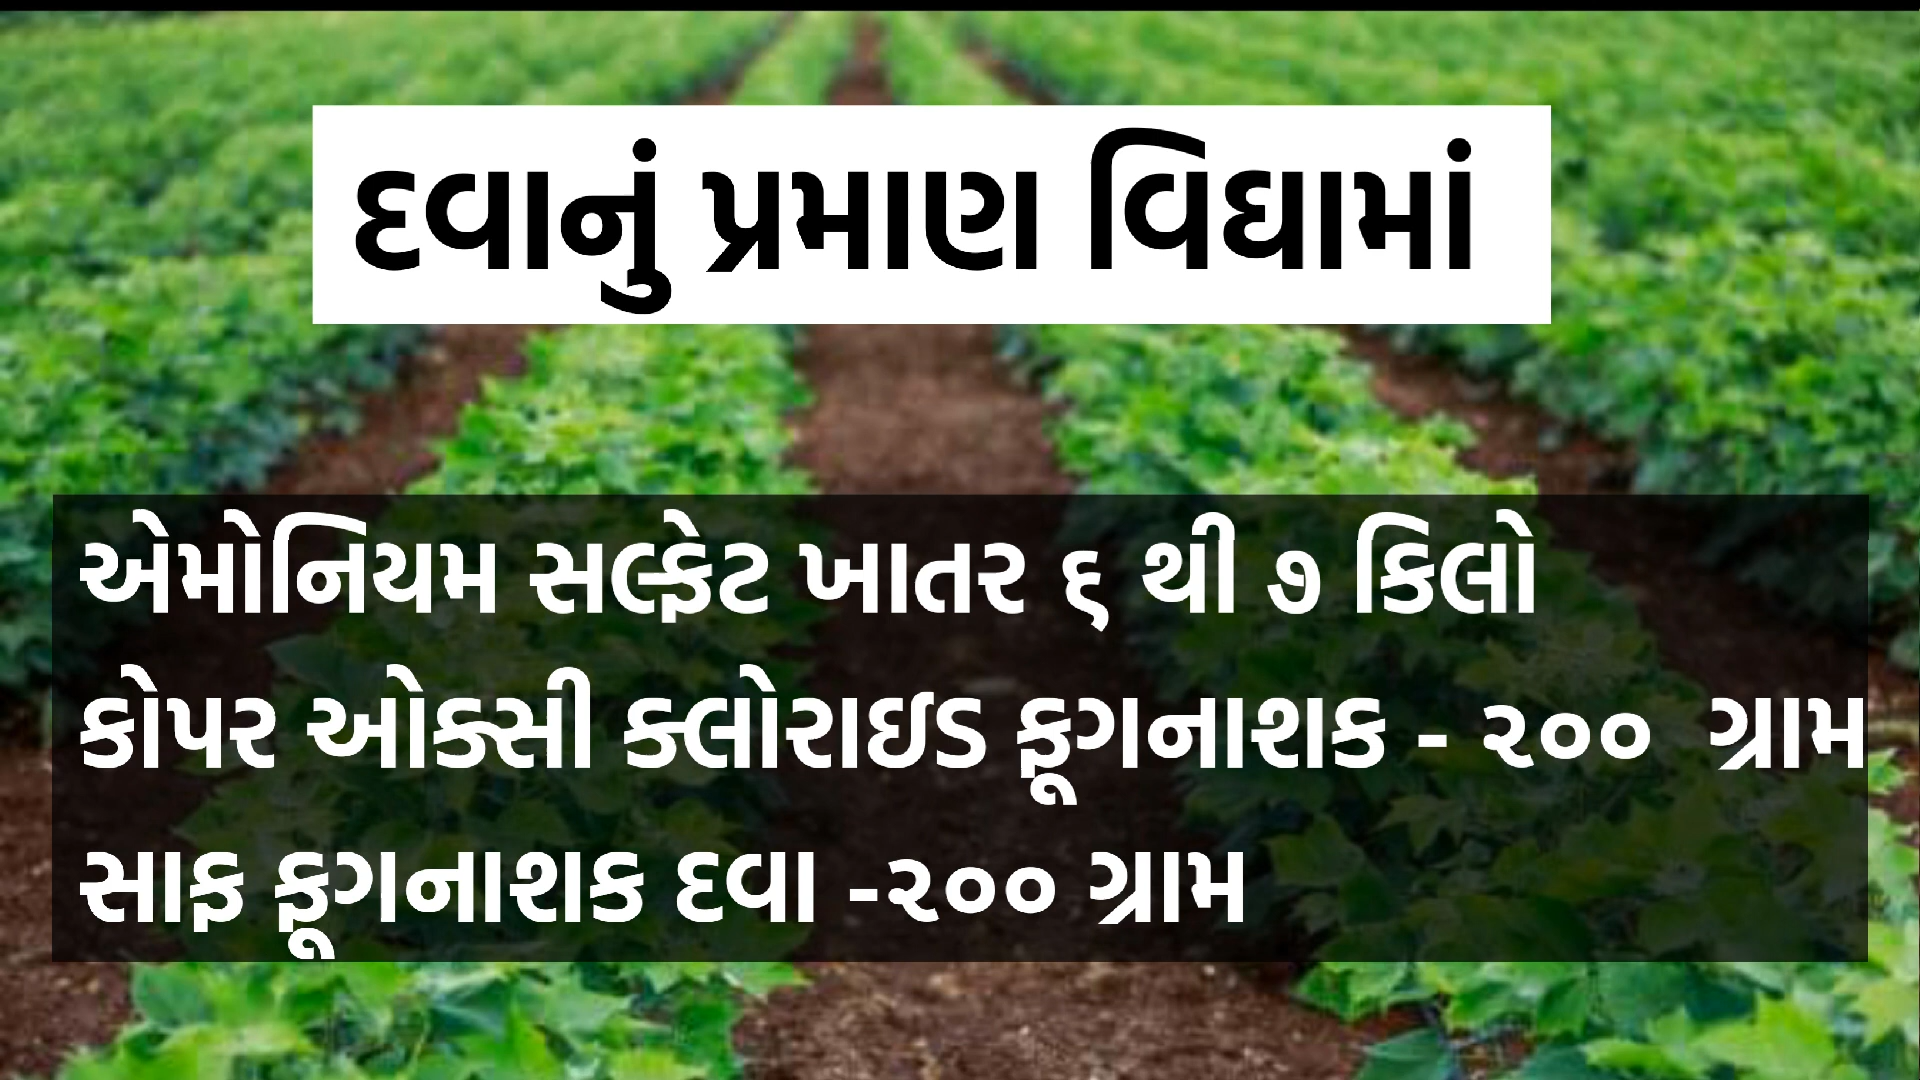 દવાનું પ્રમાણ વિઘામાં
એમોનિયમ સલ્ફેટ ખાતર ૬ થી ૭ કિલો
કોપર ઓક્સી ક્લોરાઇડ ફૂગનાશક - ૨૦૦ ગ્રામ
સાફ ફૂગનાશક દવા -૨૦૦ ગ્રામ